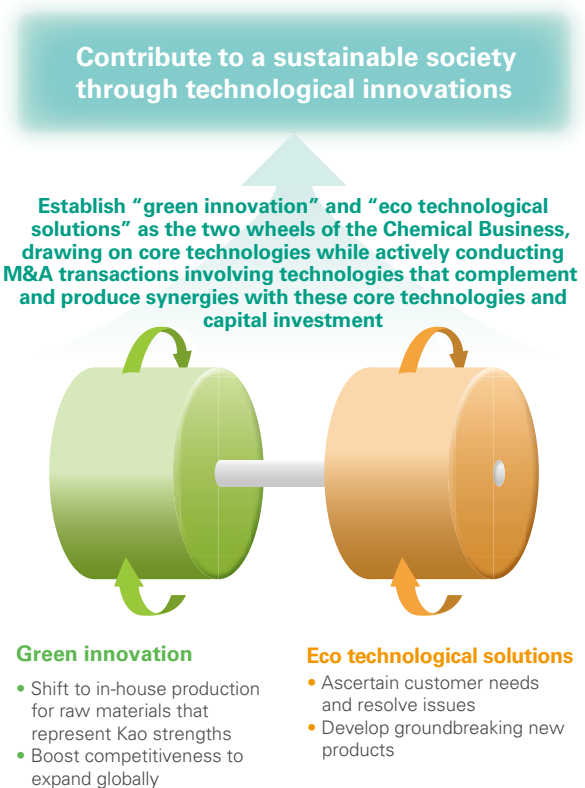 Contribute to a sustainable society
through technological innovations
Establish “green innovation” and “eco technological
solutions” as the two wheels of the Chemical Business,
drawing on core technologies while actively conducting
M&A transactions involving technologies that complement
and produce synergies with these core technologies and
capital investment
Green innovation
• Shift to in-house production
for raw materials that
represent Kao strengths
• Boost competitiveness to
expand globally
Eco technological solutions
• Ascertain customer needs
and resolve issues
• Develop groundbreaking new
products